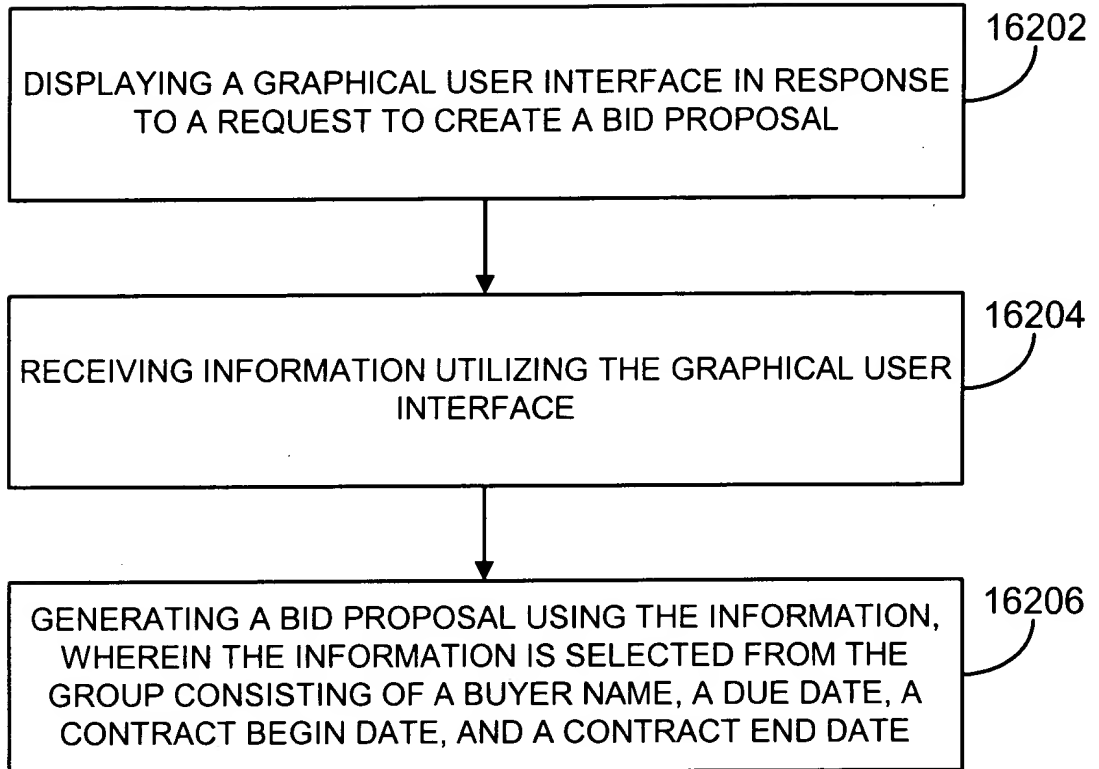 16202
DISPLAYING A GRAPHICAL USER INTERFACE IN RESPONSE
TO A REQUEST TO CREATE A BID PROPOSAL
16204
RECEIVING INFORMATION UTILIZING THE GRAPHICAL USER
INTERFACE
16206
GENERATING A BID PROPOSAL USING THE INFORMATION,
WHEREIN THE INFORMATION IS SELECTED FROM THE
GROUP CONSISTING OF A BUYER NAME, A DUE DATE, A
CONTRACT BEGIN DATE, AND A CONTRACT END DATE